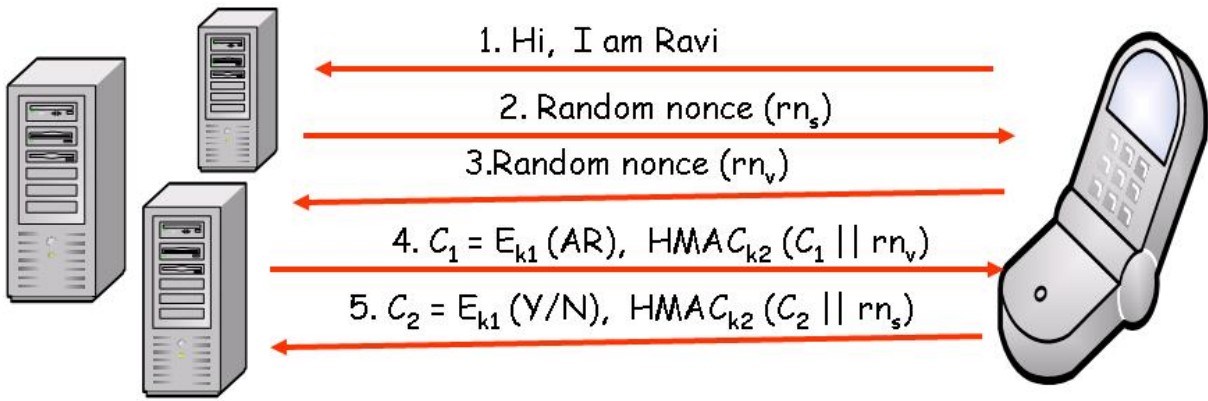 1. Hi, I am Ravi
2. Random nonce (rnₛ)
3.Random nonce (rnᵥ)
4. C₁ = Eₖ₁ (AR), HMACₖ₂ (C₁ || rnᵥ)
5. C₂ = Eₖ₁ (Y/N), HMACₖ₂ (C₂ || rnₛ)